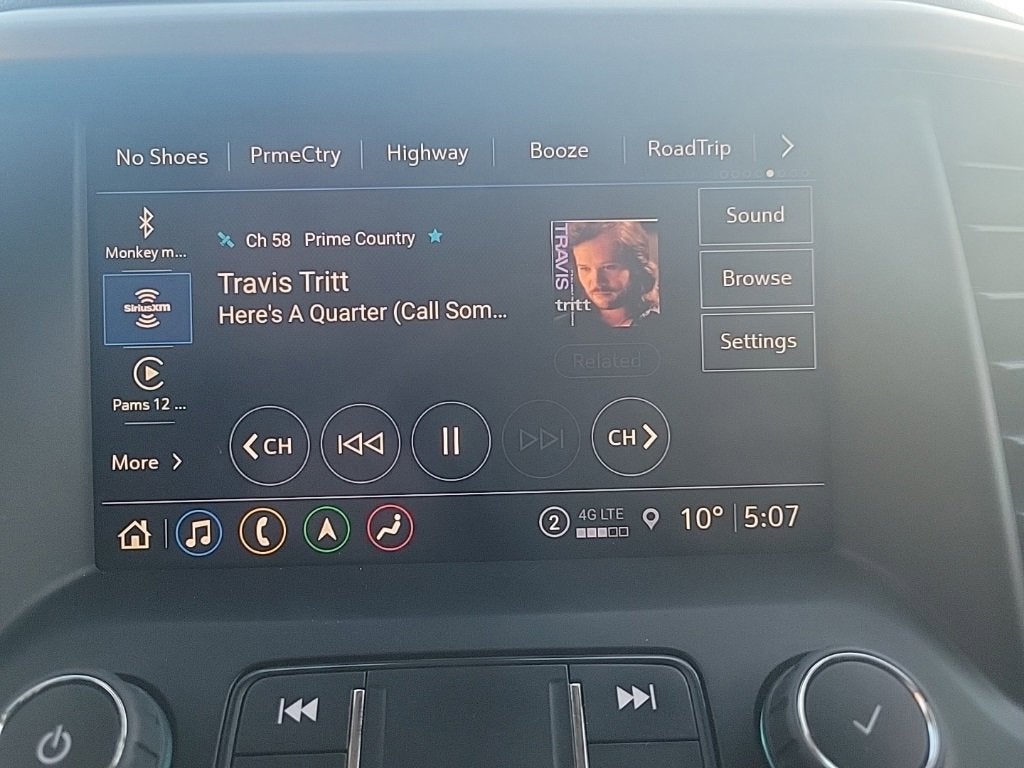 No Shoes PrmeCtry Highway Booze RoadTrip
Monkey m...
Ch 58 Prime Country
Sound
TRAVIS
tritt
Travis Tritt
Browse
SiriusXM
Here's A Quarter (Call Som...
Settings
Related
Pams 12 ...
CH
CH
More
2 4G LTE 10° 5:07